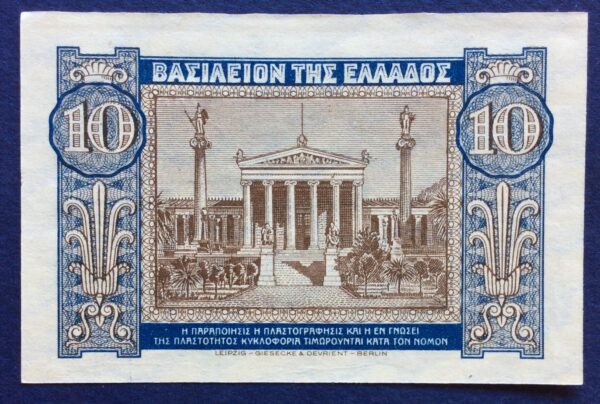 ΒΑΣΙΛΕΙΟΝ ΤΗΣ ΕΛΛΑΔΟΣ
10 10
Η ΠΑΡΑΠΟΙΗΣΙΣ Η ΠΛΑΣΤΟΓΡΑΦΗΣΙΣ ΚΑΙ Η ΕΝ ΓΝΩΣΕΙ
ΤΗΣ ΠΛΑΣΤΟΤΗΤΟΣ ΚΥΚΛΟΦΟΡΙΑ ΤΙΜΩΡΟΥΝΤΑΙ ΚΑΤΑ ΤΟΝ ΝΟΜΟΝ
LEIPZIG - GIESECKE & DEVRIENT - BERLIN